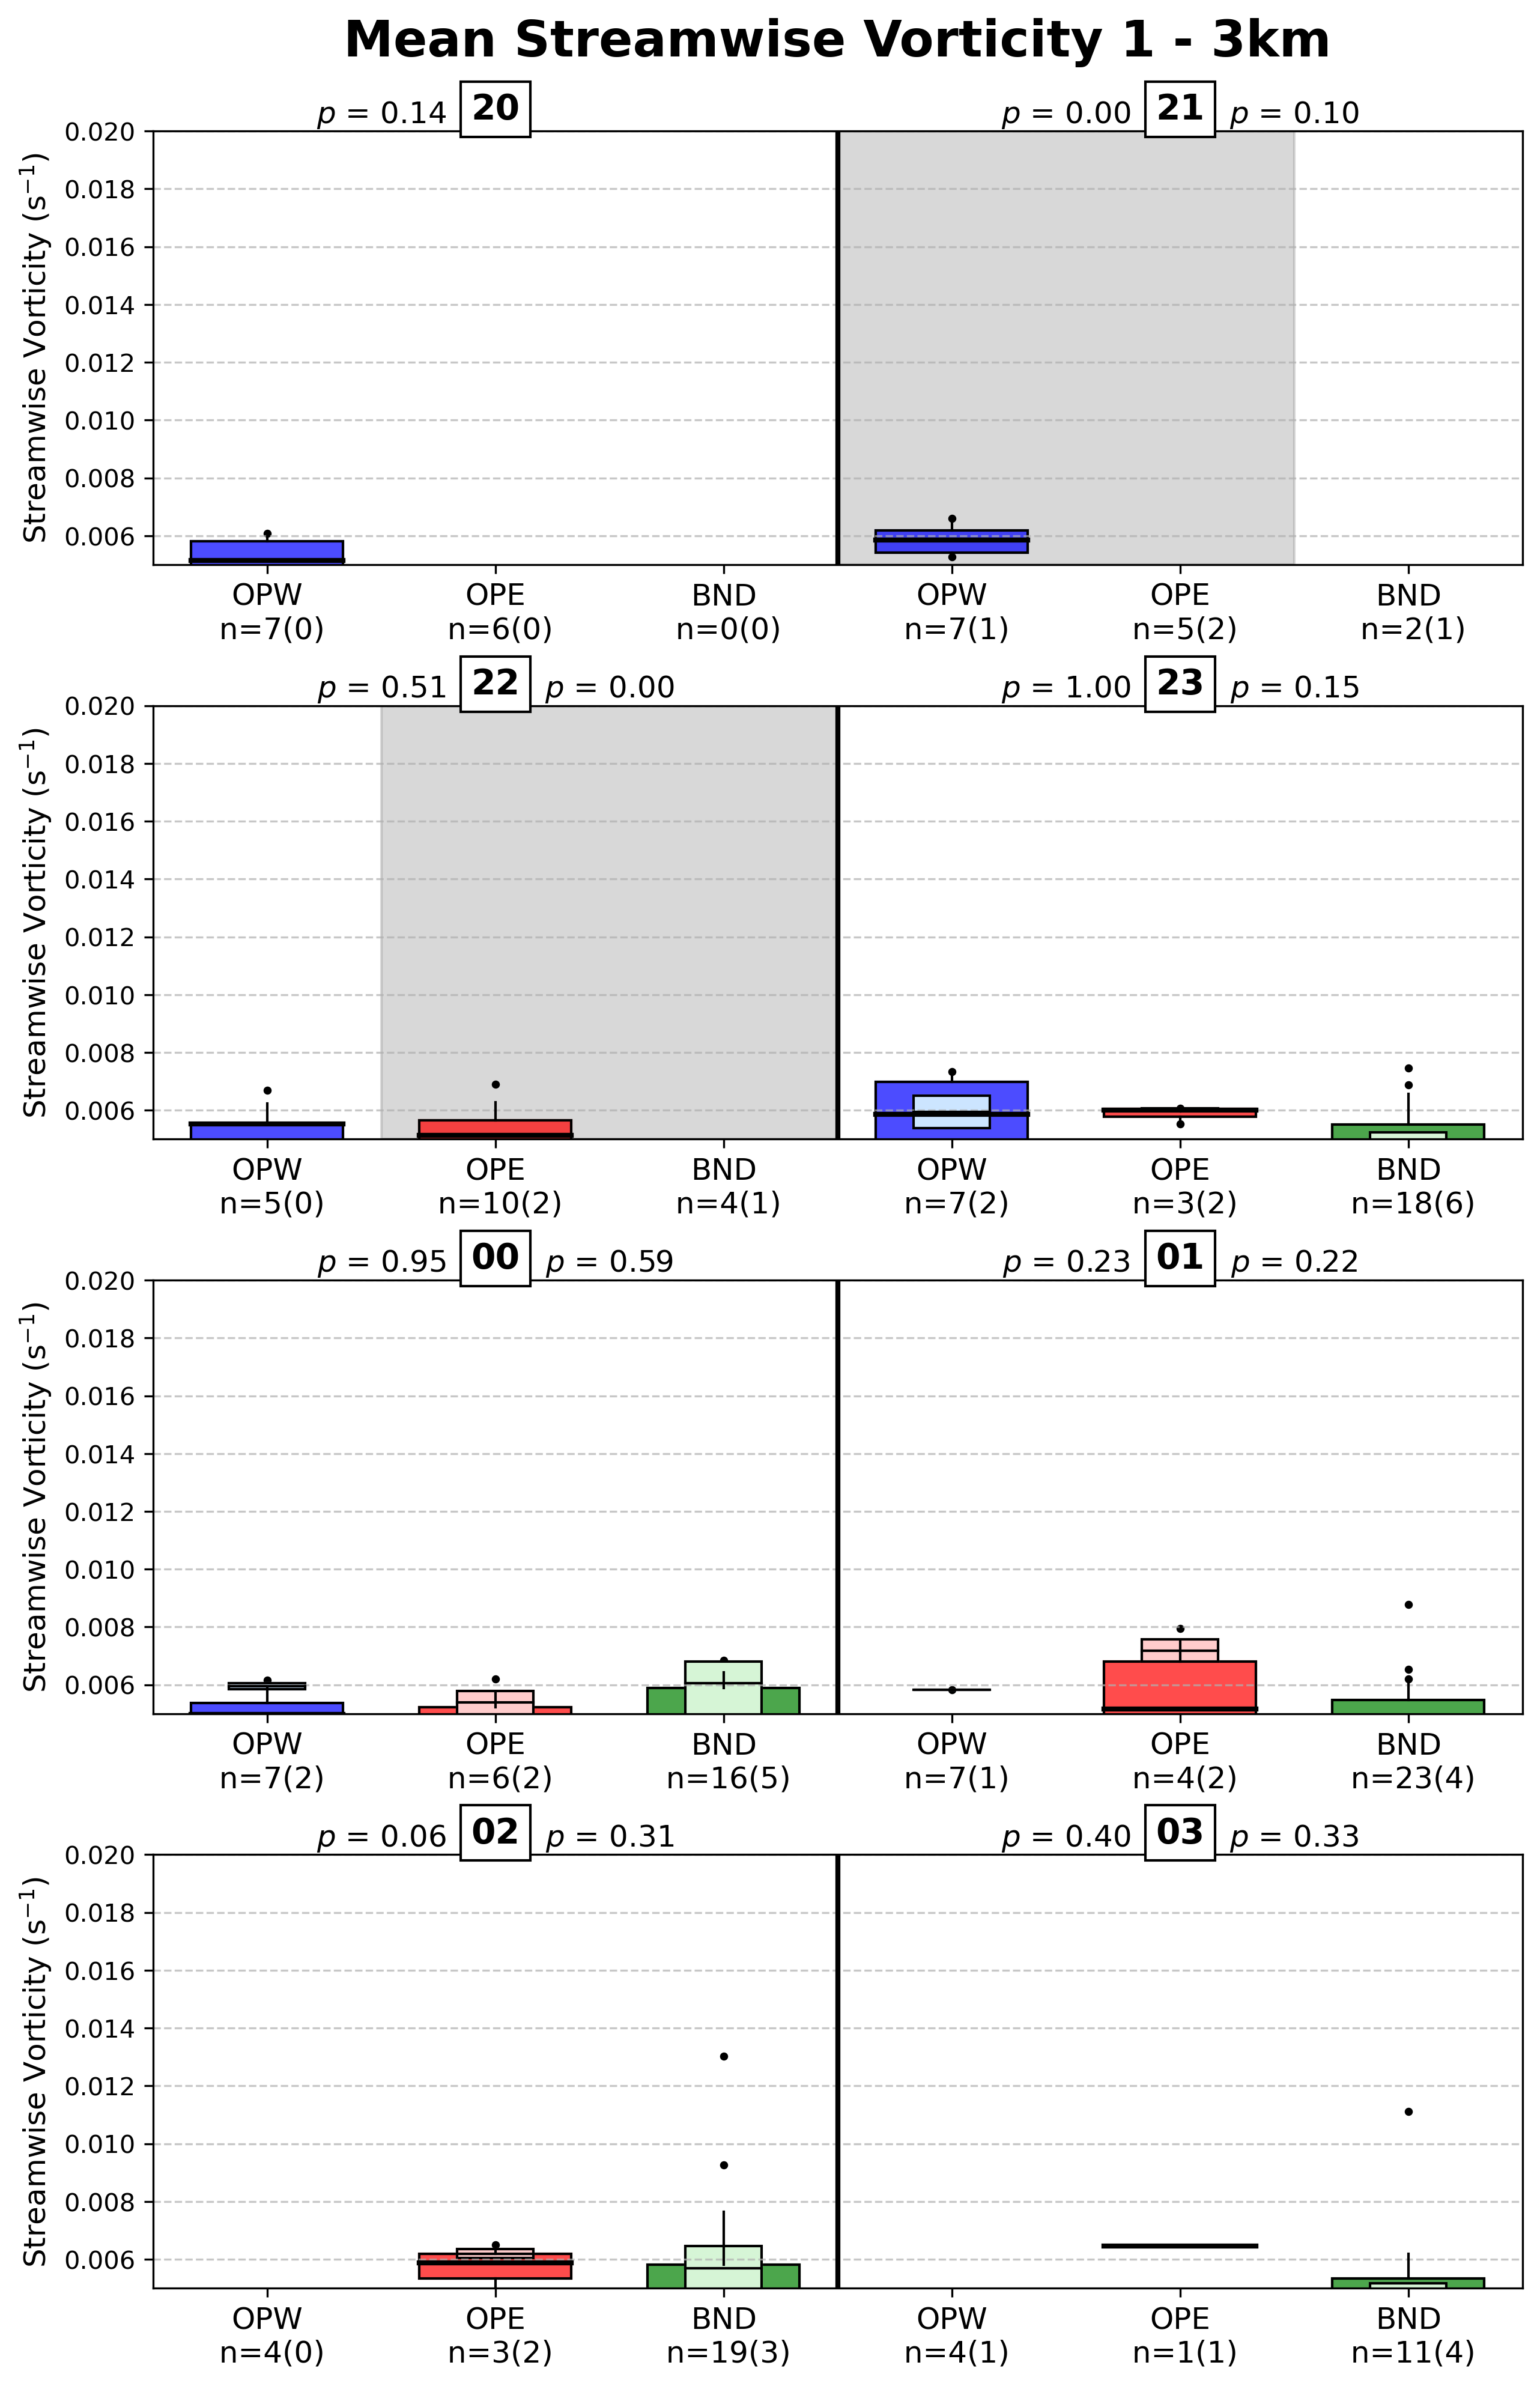 Mean Streamwise Vorticity 1 - 3km
p = 0.14 20
p = 0.00 21 p = 0.10
Streamwise Vorticity (s⁻¹)
0.020
0.018
0.016
0.014
0.012
0.010
0.008
0.006
OPW OPE BND OPW OPE BND
n=7(0) n=6(0) n=0(0) n=7(1) n=5(2) n=2(1)
p = 0.51 22 p = 0.00
p = 1.00 23 p = 0.15
Streamwise Vorticity (s⁻¹)
0.020
0.018
0.016
0.014
0.012
0.010
0.008
0.006
OPW OPE BND OPW OPE BND
n=5(0) n=10(2) n=4(1) n=7(2) n=3(2) n=18(6)
p = 0.95 00 p = 0.59
p = 0.23 01 p = 0.22
Streamwise Vorticity (s⁻¹)
0.020
0.018
0.016
0.014
0.012
0.010
0.008
0.006
OPW OPE BND OPW OPE BND
n=7(2) n=6(2) n=16(5) n=7(1) n=4(2) n=23(4)
p = 0.06 02 p = 0.31
p = 0.40 03 p = 0.33
Streamwise Vorticity (s⁻¹)
0.020
0.018
0.016
0.014
0.012
0.010
0.008
0.006
OPW OPE BND OPW OPE BND
n=4(0) n=3(2) n=19(3) n=4(1) n=1(1) n=11(4)